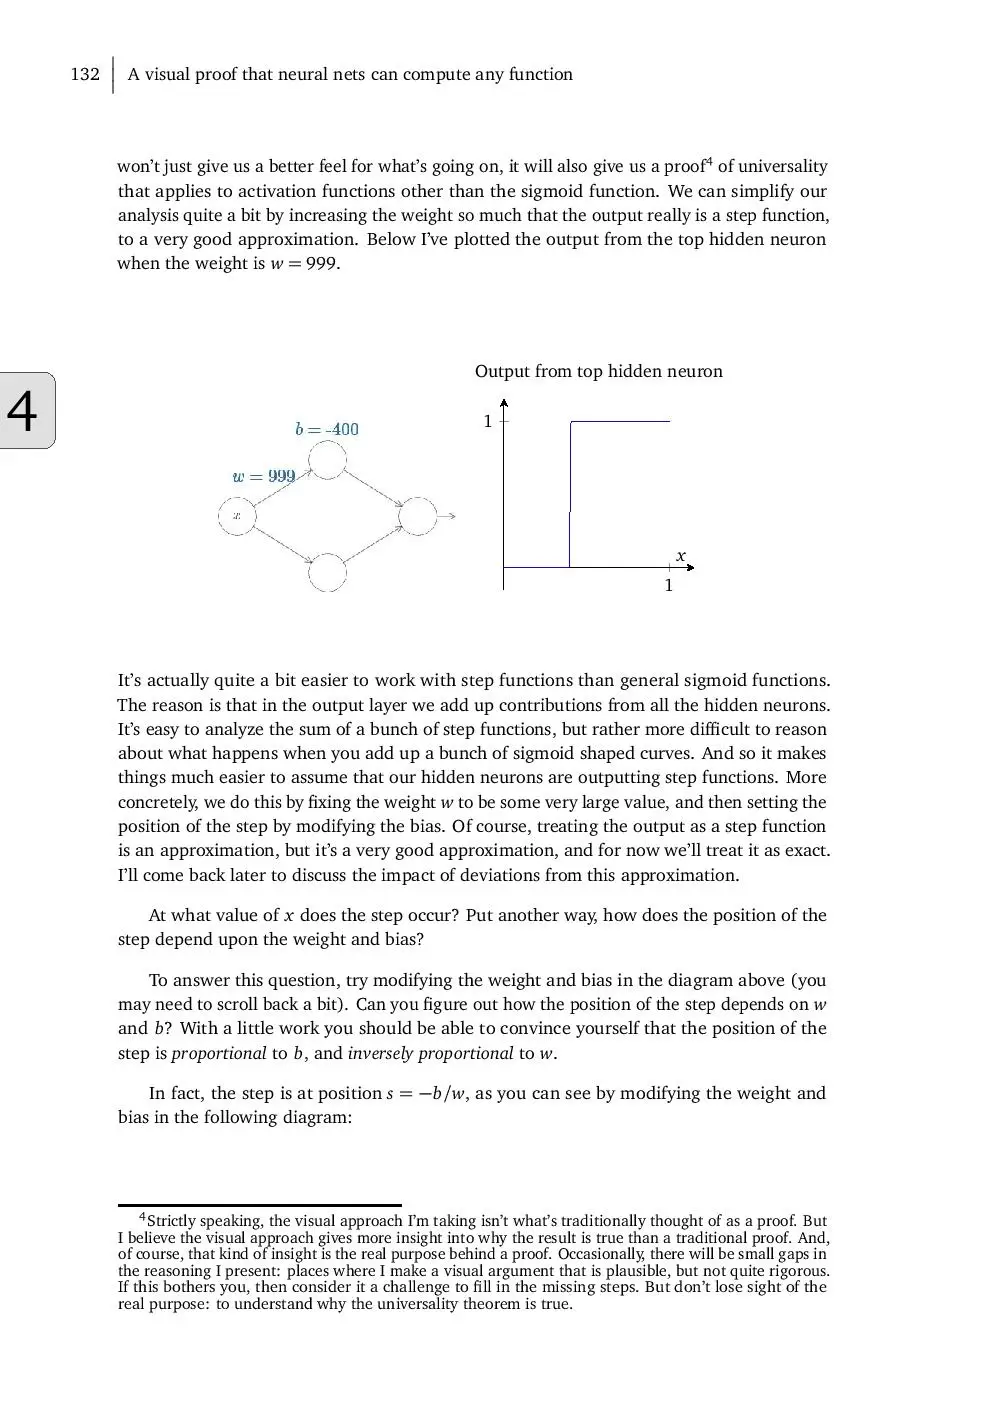 132 A visual proof that neural nets can compute any function
won't just give us a better feel for what's going on, it will also give us a proof⁴ of universality
that applies to activation functions other than the sigmoid function. We can simplify our
analysis quite a bit by increasing the weight so much that the output really is a step function,
to a very good approximation. Below I've plotted the output from the top hidden neuron
when the weight is w = 999.
Output from top hidden neuron
4
b = -400
w = 999
x
1
x
1
It's actually quite a bit easier to work with step functions than general sigmoid functions.
The reason is that in the output layer we add up contributions from all the hidden neurons.
It's easy to analyze the sum of a bunch of step functions, but rather more difficult to reason
about what happens when you add up a bunch of sigmoid shaped curves. And so it makes
things much easier to assume that our hidden neurons are outputting step functions. More
concretely, we do this by fixing the weight w to be some very large value, and then setting the
position of the step by modifying the bias. Of course, treating the output as a step function
is an approximation, but it's a very good approximation, and for now we'll treat it as exact.
I'll come back later to discuss the impact of deviations from this approximation.
At what value of x does the step occur? Put another way, how does the position of the
step depend upon the weight and bias?
To answer this question, try modifying the weight and bias in the diagram above (you
may need to scroll back a bit). Can you figure out how the position of the step depends on w
and b? With a little work you should be able to convince yourself that the position of the
step is proportional to b, and inversely proportional to w.
In fact, the step is at position s = −b/w, as you can see by modifying the weight and
bias in the following diagram:
⁴Strictly speaking, the visual approach I'm taking isn't what's traditionally thought of as a proof. But
I believe the visual approach gives more insight into why the result is true than a traditional proof. And,
of course, that kind of insight is the real purpose behind a proof. Occasionally, there will be small gaps in
the reasoning I present: places where I make a visual argument that is plausible, but not quite rigorous.
If this bothers you, then consider it a challenge to fill in the missing steps. But don't lose sight of the
real purpose: to understand why the universality theorem is true.